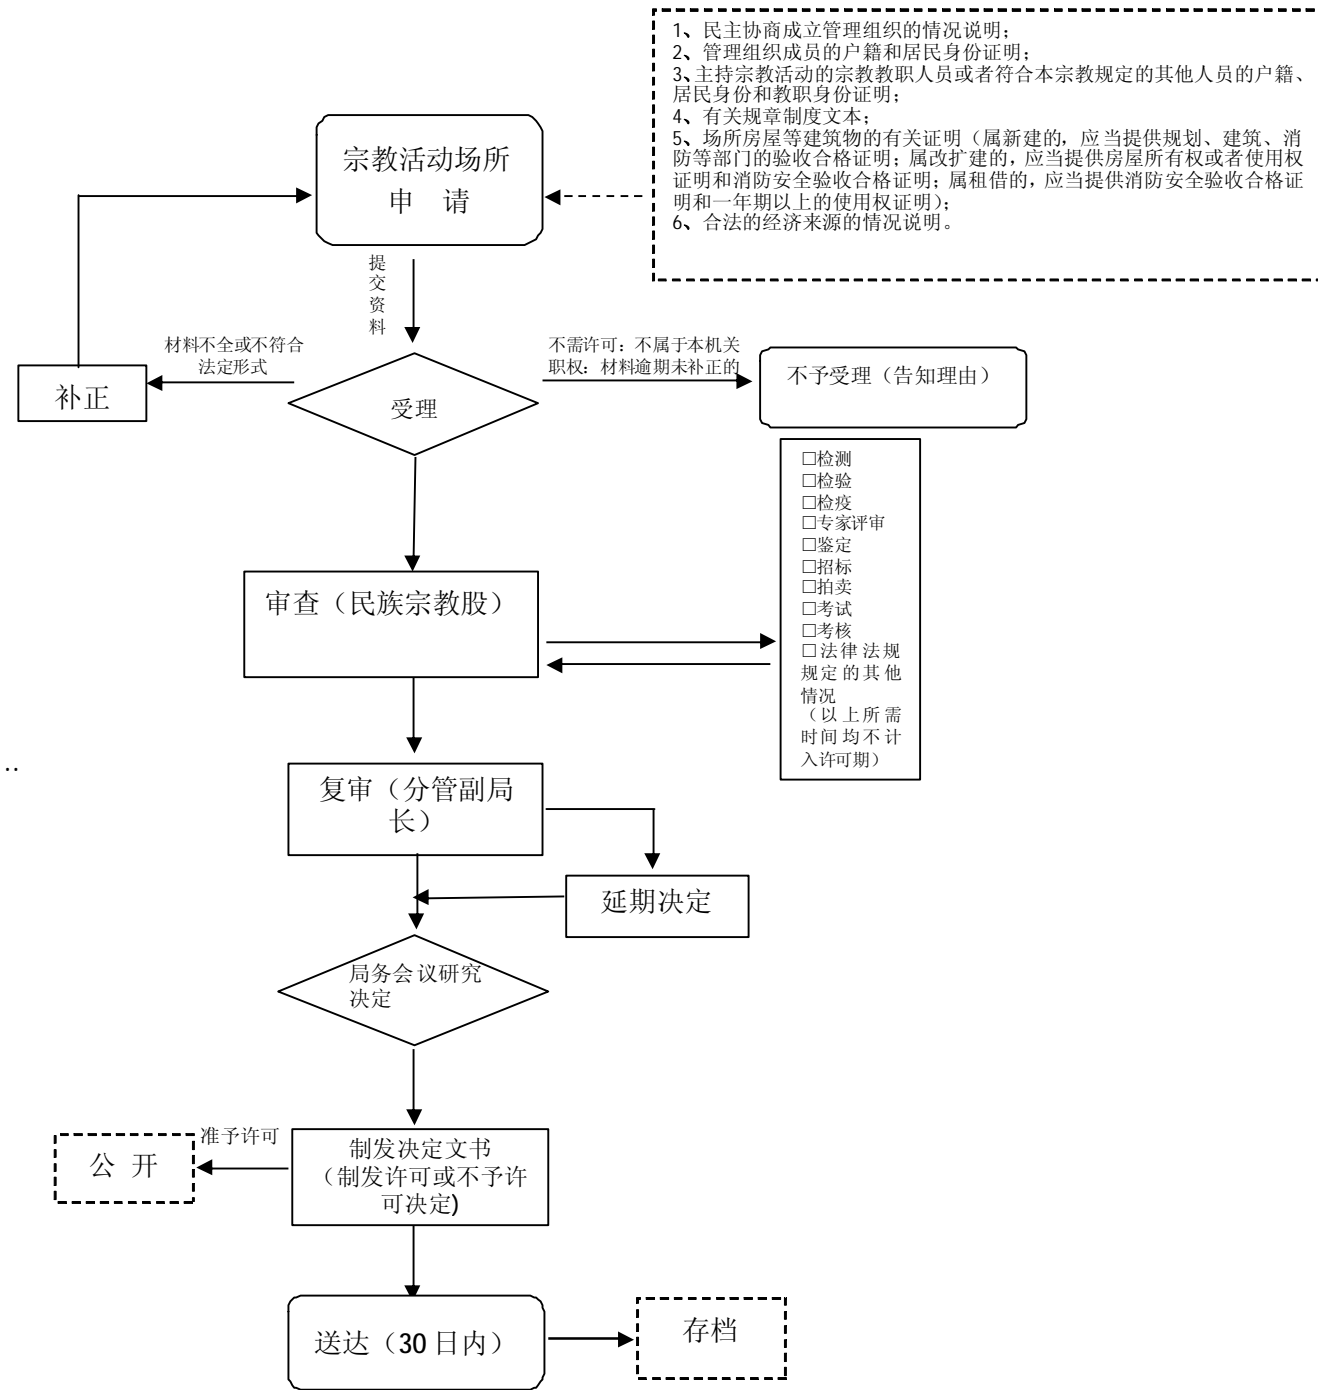 1、民主协商成立管理组织的情况说明；
2、管理组织成员的户籍和居民身份证明；
3、主持宗教活动的宗教教职人员或者符合本宗教规定的其他人员的户籍、
居民身份和教职身份证明；
4、有关规章制度文本；
5、场所房屋等建筑物的有关证明（属新建的，应当提供规划、建筑、消
防等部门的验收合格证明；属改扩建的，应当提供房屋所有权或者使用权
证明和消防安全验收合格证明；属租借的，应当提供消防安全验收合格证
明和一年期以上的使用权证明）；
6、合法的经济来源的情况说明。
宗教活动场所
申 请
提
交
资
料
材料不全或不符合
法定形式
补正
受理
不需许可：不属于本机关
职权：材料逾期未补正的
不予受理（告知理由）
□检测
□检验
□检疫
□专家评审
□鉴定
□招标
□拍卖
□考试
□考核
□法律法规
规定的其他
情况
（以上所需
时间均不计
入许可期）
审查（民族宗教股）
..
复审（分管副局
长）
延期决定
局务会议研究
决定
准予许可
公 开
制发决定文书
（制发许可或不予许
可决定)
送达（30 日内）
存档